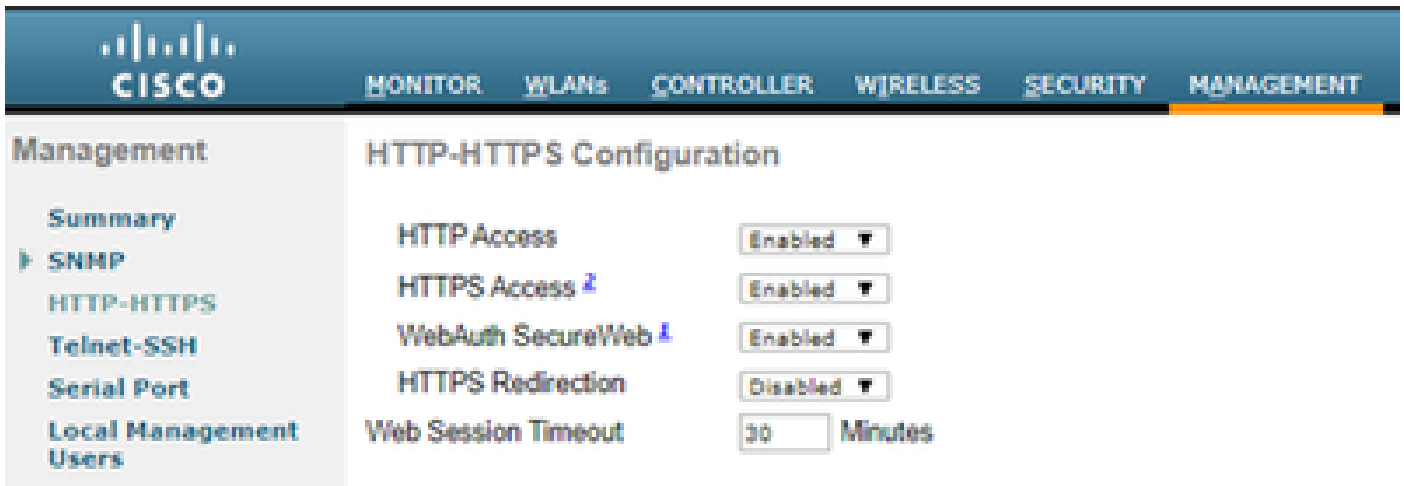 CISCO
MONITOR WLANs CONTROLLER WIRELESS SECURITY MANAGEMENT
Management
Summary
SNMP
HTTP-HTTPS
Telnet-SSH
Serial Port
Local Management
Users
HTTP-HTTPS Configuration
HTTP Access Enabled
HTTPS Access 2 Enabled
WebAuth SecureWeb 1 Enabled
HTTPS Redirection Disabled
Web Session Timeout 30 Minutes